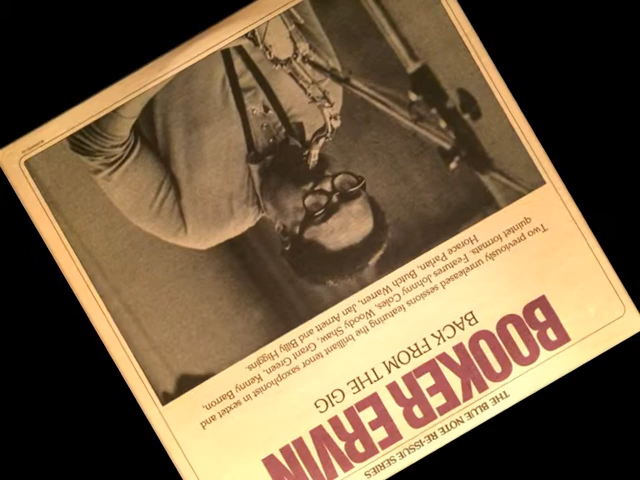 THE BLUE NOTE RE-ISSUE SERIES
BOOKER ERVIN
BACK FROM THE GIG
Two previously unreleased sessions featuring the brilliant tenor saxophonist in sextet and
quintet formats. Features Johnny Coles, Woody Shaw, Grant Green, Kenny Barron,
Horace Parlan, Butch Warren, Jan Arnett and Billy Higgins.